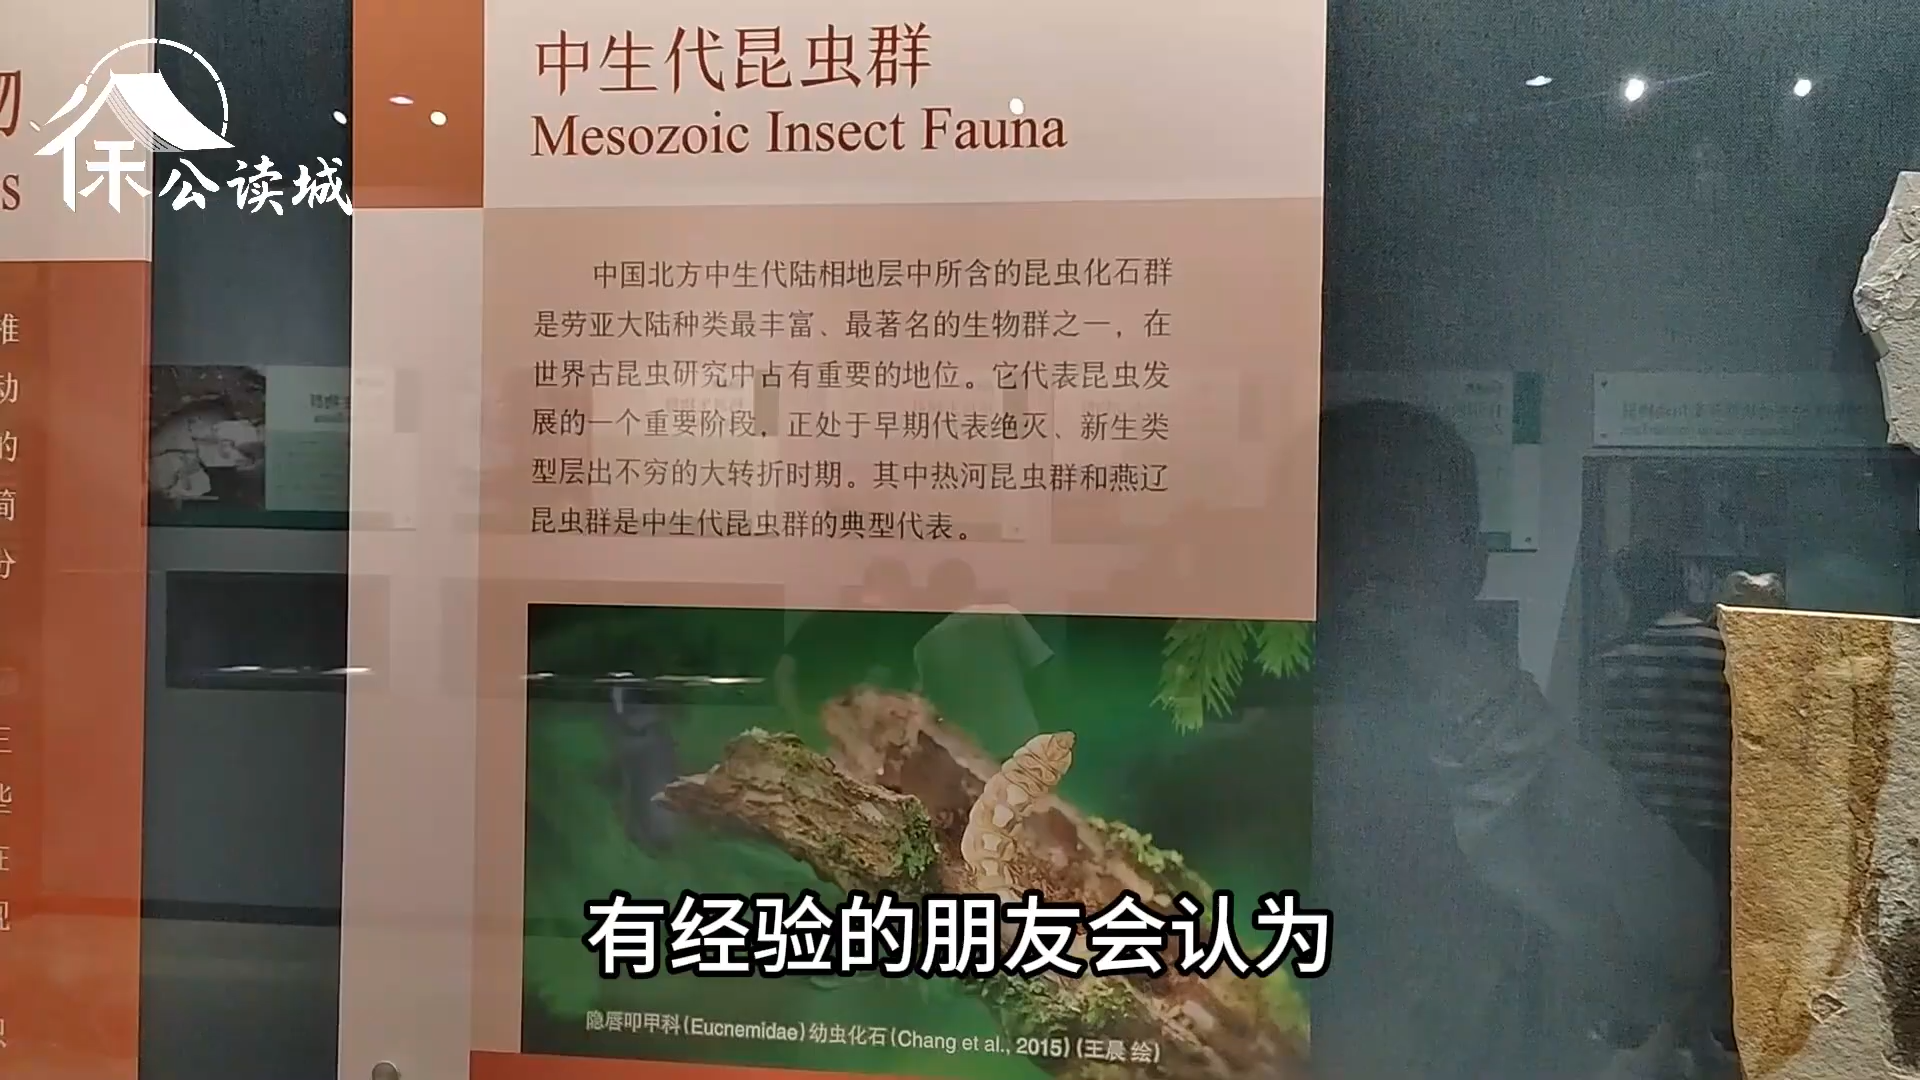 保公读城
中生代昆虫群
Mesozoic Insect Fauna
中国北方中生代陆相地层中所含的昆虫化石群
是劳亚大陆种类最丰富、最著名的生物群之一，在
世界古昆虫研究中占有重要的地位。它代表昆虫发
展的一个重要阶段，正处于早期代表绝灭、新生类
型层出不穷的大转折时期。其中热河昆虫群和燕辽
昆虫群是中生代昆虫群的典型代表。
有经验的朋友会认为
隐唇叩甲科(Eucnemidae)幼虫化石(Chang et al., 2015)(王晨 绘)
s
动
的
简
分